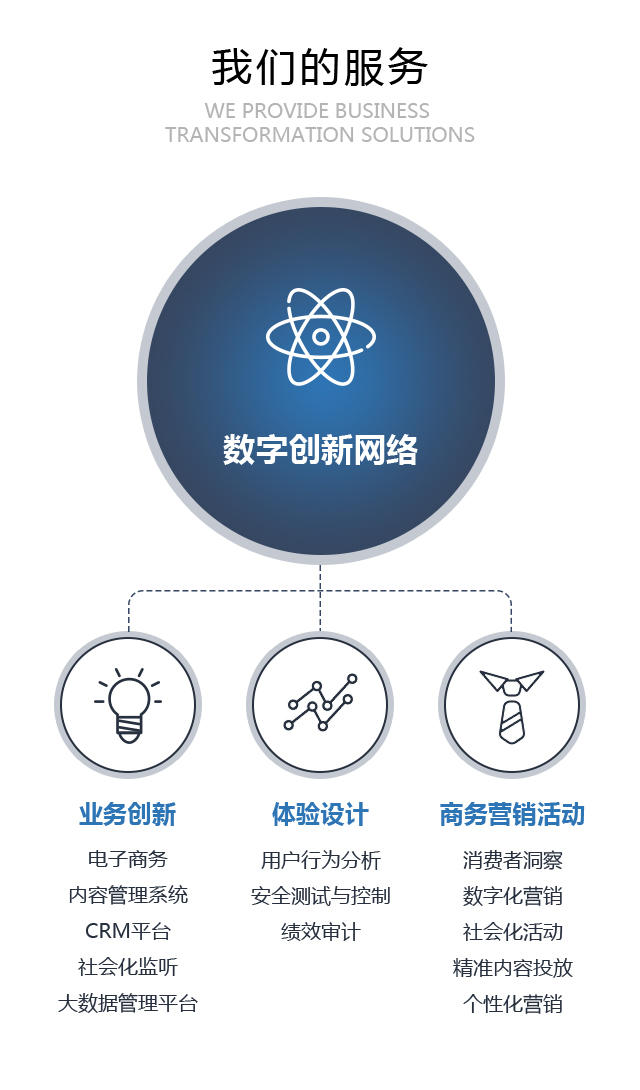 我们的服务
WE PROVIDE BUSINESS
TRANSFORMATION SOLUTIONS
数字创新网络
业务创新
电子商务
内容管理系统
CRM平台
社会化监听
大数据管理平台
体验设计
用户行为分析
安全测试与控制
绩效审计
商务营销活动
消费者洞察
数字化营销
社会化活动
精准内容投放
个性化营销